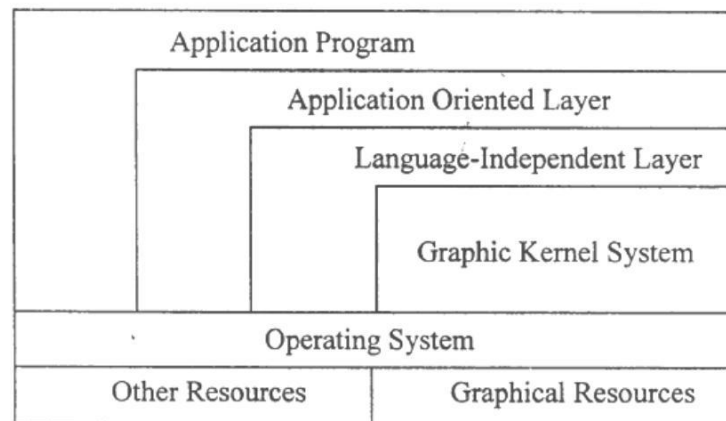 Application Program
Application Oriented Layer
Language-Independent Layer
Graphic Kernel System
Operating System
Other Resources
Graphical Resources